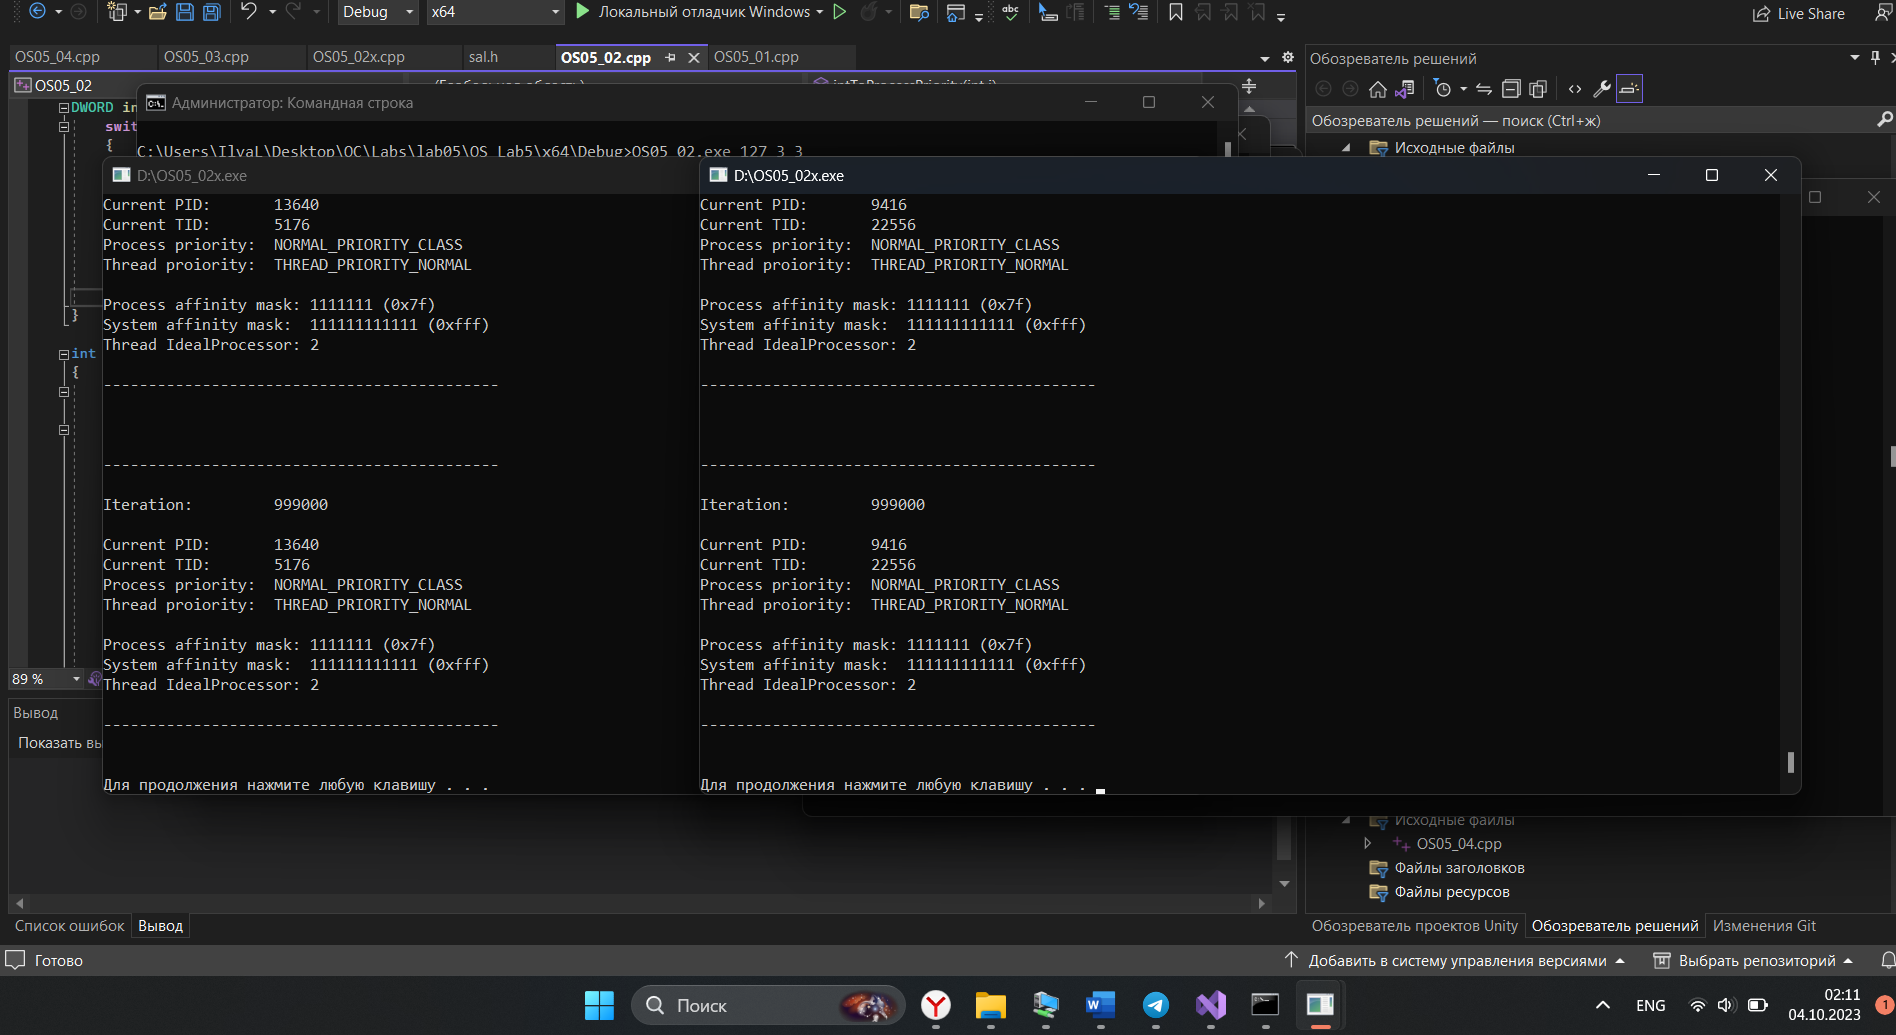 Debug
x64
Локальный отладчик Windows
Live Share
OS05_04.cpp
OS05_03.cpp
OS05_02x.cpp
sal.h
OS05_02.cpp
OS05_01.cpp
Обозреватель решений
OS05_02
Обозреватель решений — поиск (Ctrl+ж)
Исходные файлы
DWORD in
swit
{
}
int
{
Администратор: Командная строка
C:\Users\IlyaL\Desktop\OC\Labs\lab05\OS_Lab5\x64\Debug>OS05_02.exe 127 3 3
D:\OS05_02x.exe
Current PID: 13640
Current TID: 5176
Process priority: NORMAL_PRIORITY_CLASS
Thread proiority: THREAD_PRIORITY_NORMAL
Process affinity mask: 1111111 (0x7f)
System affinity mask: 111111111111 (0xfff)
Thread IdealProcessor: 2
--------------------------------------------
--------------------------------------------
Iteration: 999000
Current PID: 13640
Current TID: 5176
Process priority: NORMAL_PRIORITY_CLASS
Thread proiority: THREAD_PRIORITY_NORMAL
Process affinity mask: 1111111 (0x7f)
System affinity mask: 111111111111 (0xfff)
Thread IdealProcessor: 2
--------------------------------------------
Для продолжения нажмите любую клавишу . . .
D:\OS05_02x.exe
Current PID: 9416
Current TID: 22556
Process priority: NORMAL_PRIORITY_CLASS
Thread proiority: THREAD_PRIORITY_NORMAL
Process affinity mask: 1111111 (0x7f)
System affinity mask: 111111111111 (0xfff)
Thread IdealProcessor: 2
--------------------------------------------
--------------------------------------------
Iteration: 999000
Current PID: 9416
Current TID: 22556
Process priority: NORMAL_PRIORITY_CLASS
Thread proiority: THREAD_PRIORITY_NORMAL
Process affinity mask: 1111111 (0x7f)
System affinity mask: 111111111111 (0xfff)
Thread IdealProcessor: 2
--------------------------------------------
Для продолжения нажмите любую клавишу . . .
89 %
Вывод
Показать вы
Исходные файлы
OS05_04.cpp
Файлы заголовков
Файлы ресурсов
Список ошибок
Вывод
Обозреватель проектов Unity
Обозреватель решений
Изменения Git
Готово
Добавить в систему управления версиями
Выбрать репозиторий
Поиск
ENG
02:11
04.10.2023
1